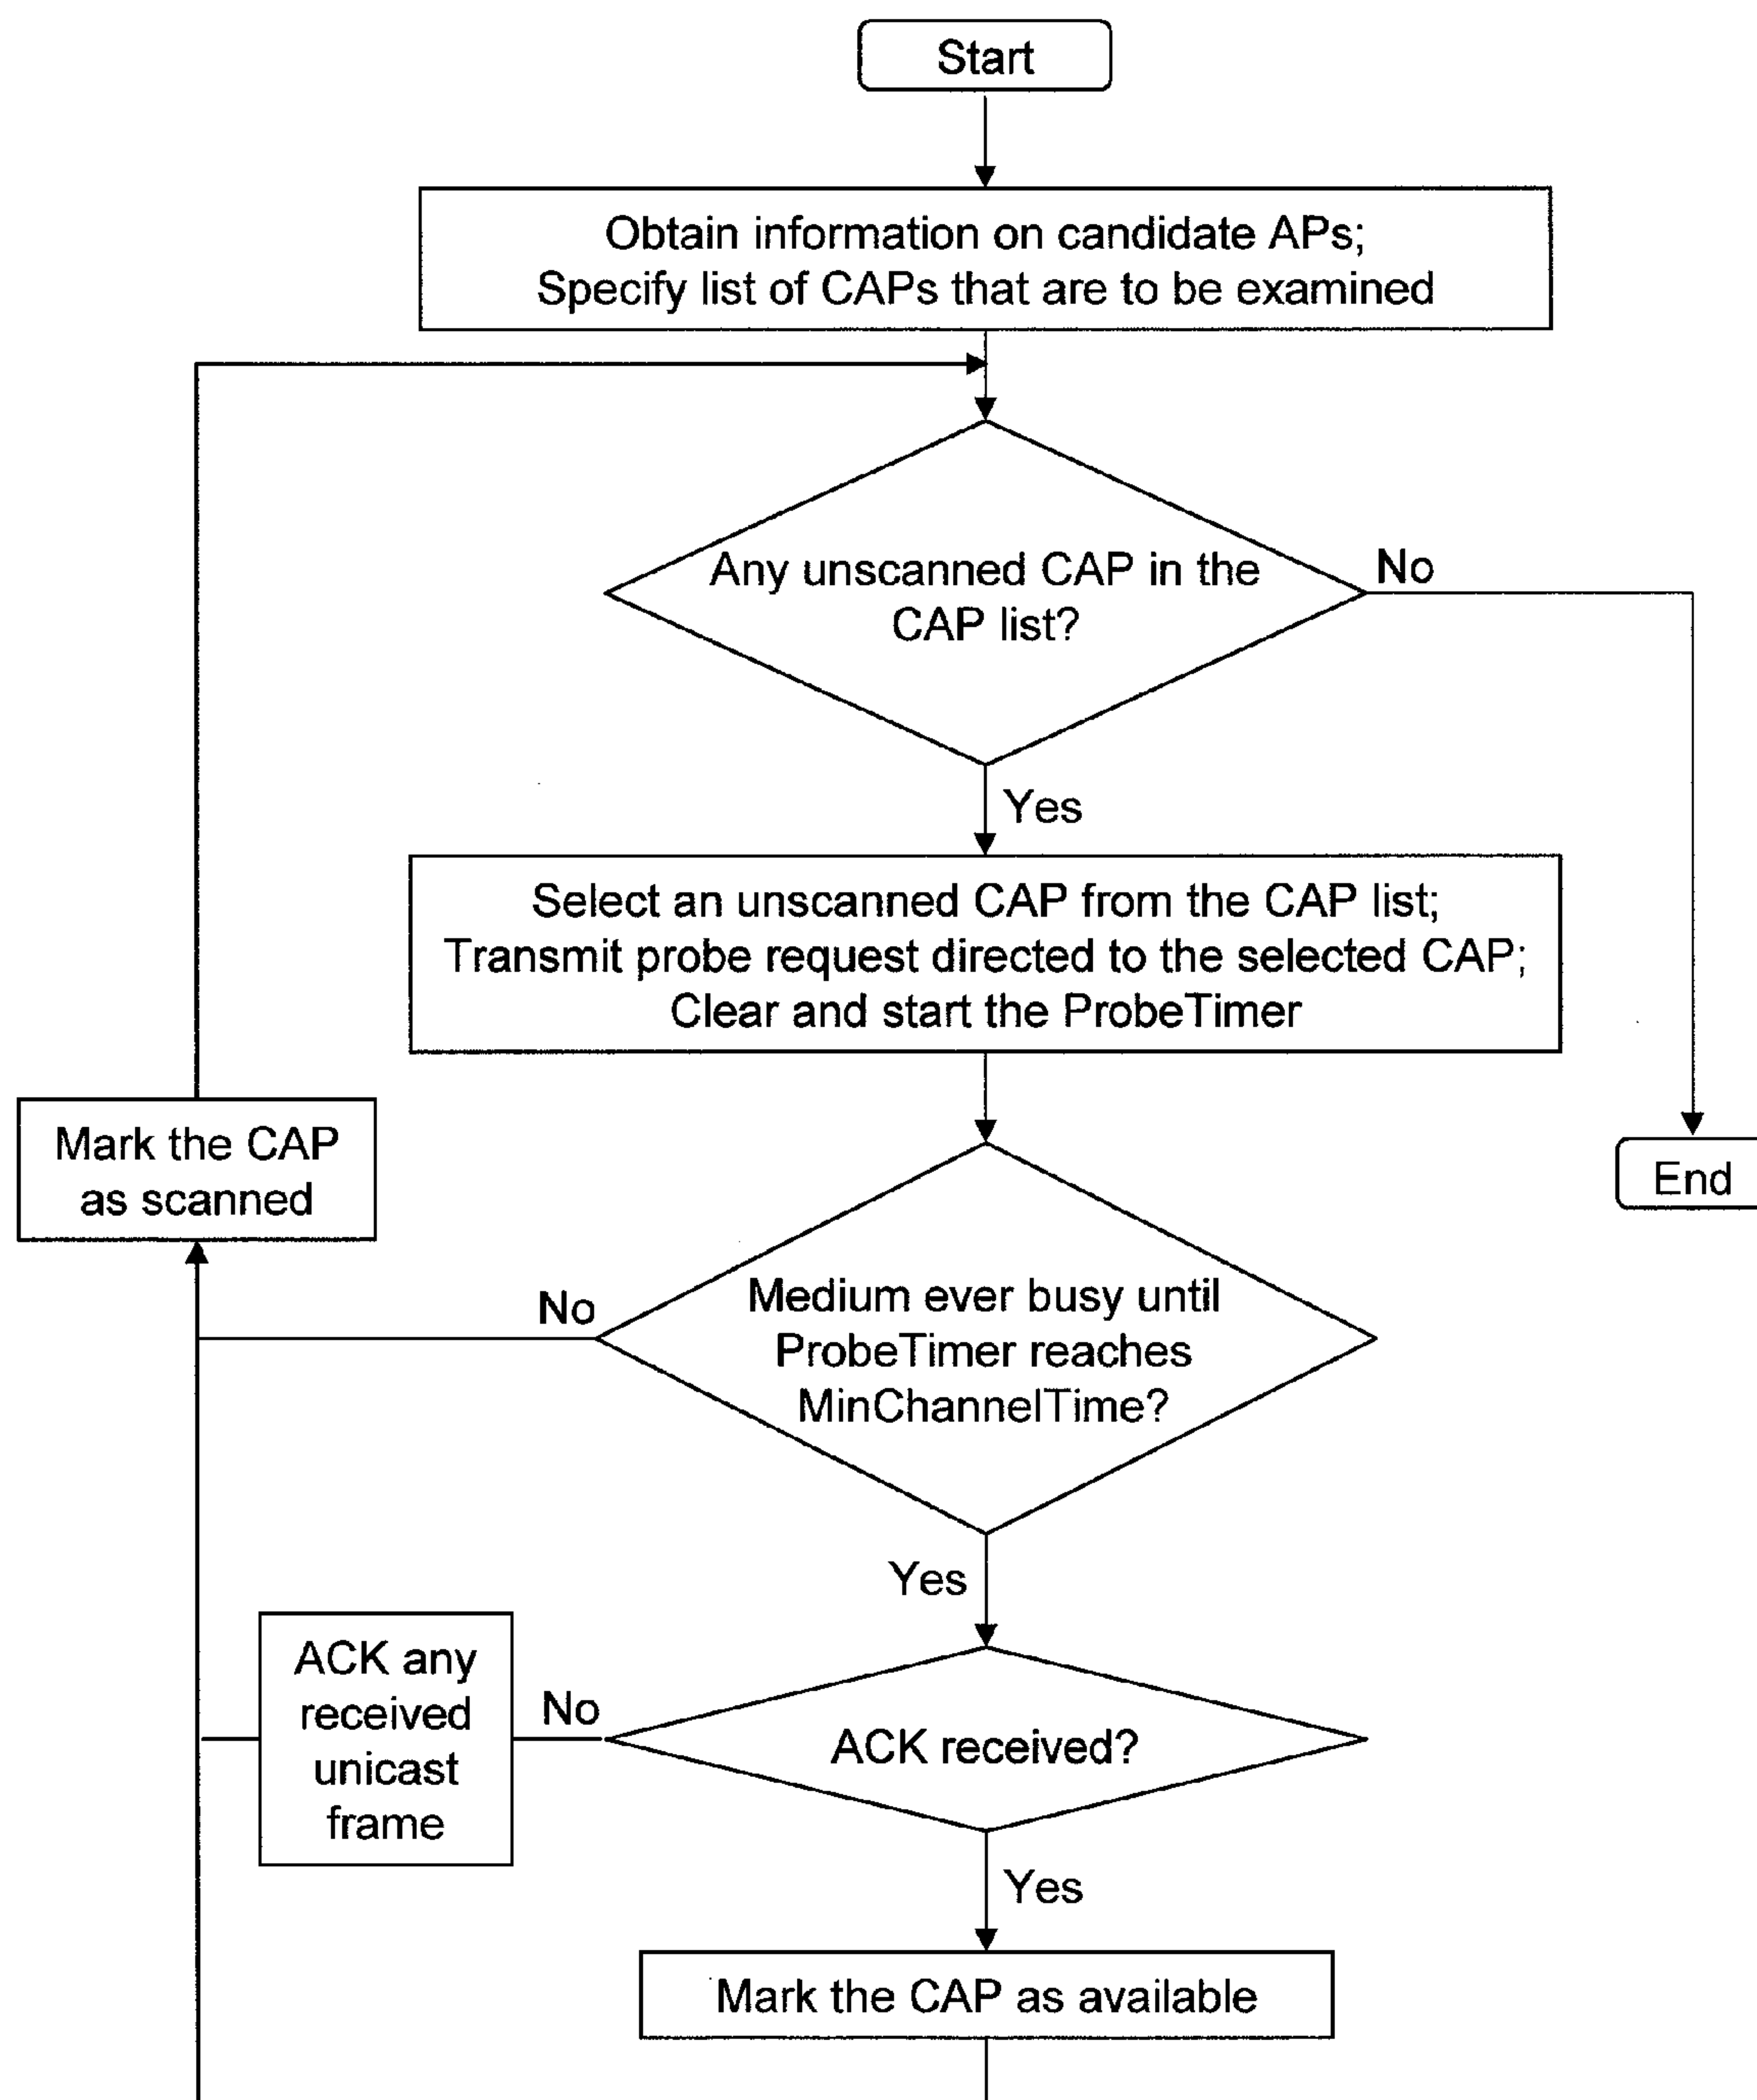 Start
Obtain information on candidate APs;
Specify list of CAPs that are to be examined
Any unscanned CAP in the
CAP list?
No
Yes
Select an unscanned CAP from the CAP list;
Transmit probe request directed to the selected CAP;
Clear and start the ProbeTimer
Mark the CAP
as scanned
End
Medium ever busy until
ProbeTimer reaches
MinChannelTime?
No
Yes
ACK any
received
unicast
frame
No
ACK received?
Yes
Mark the CAP as available